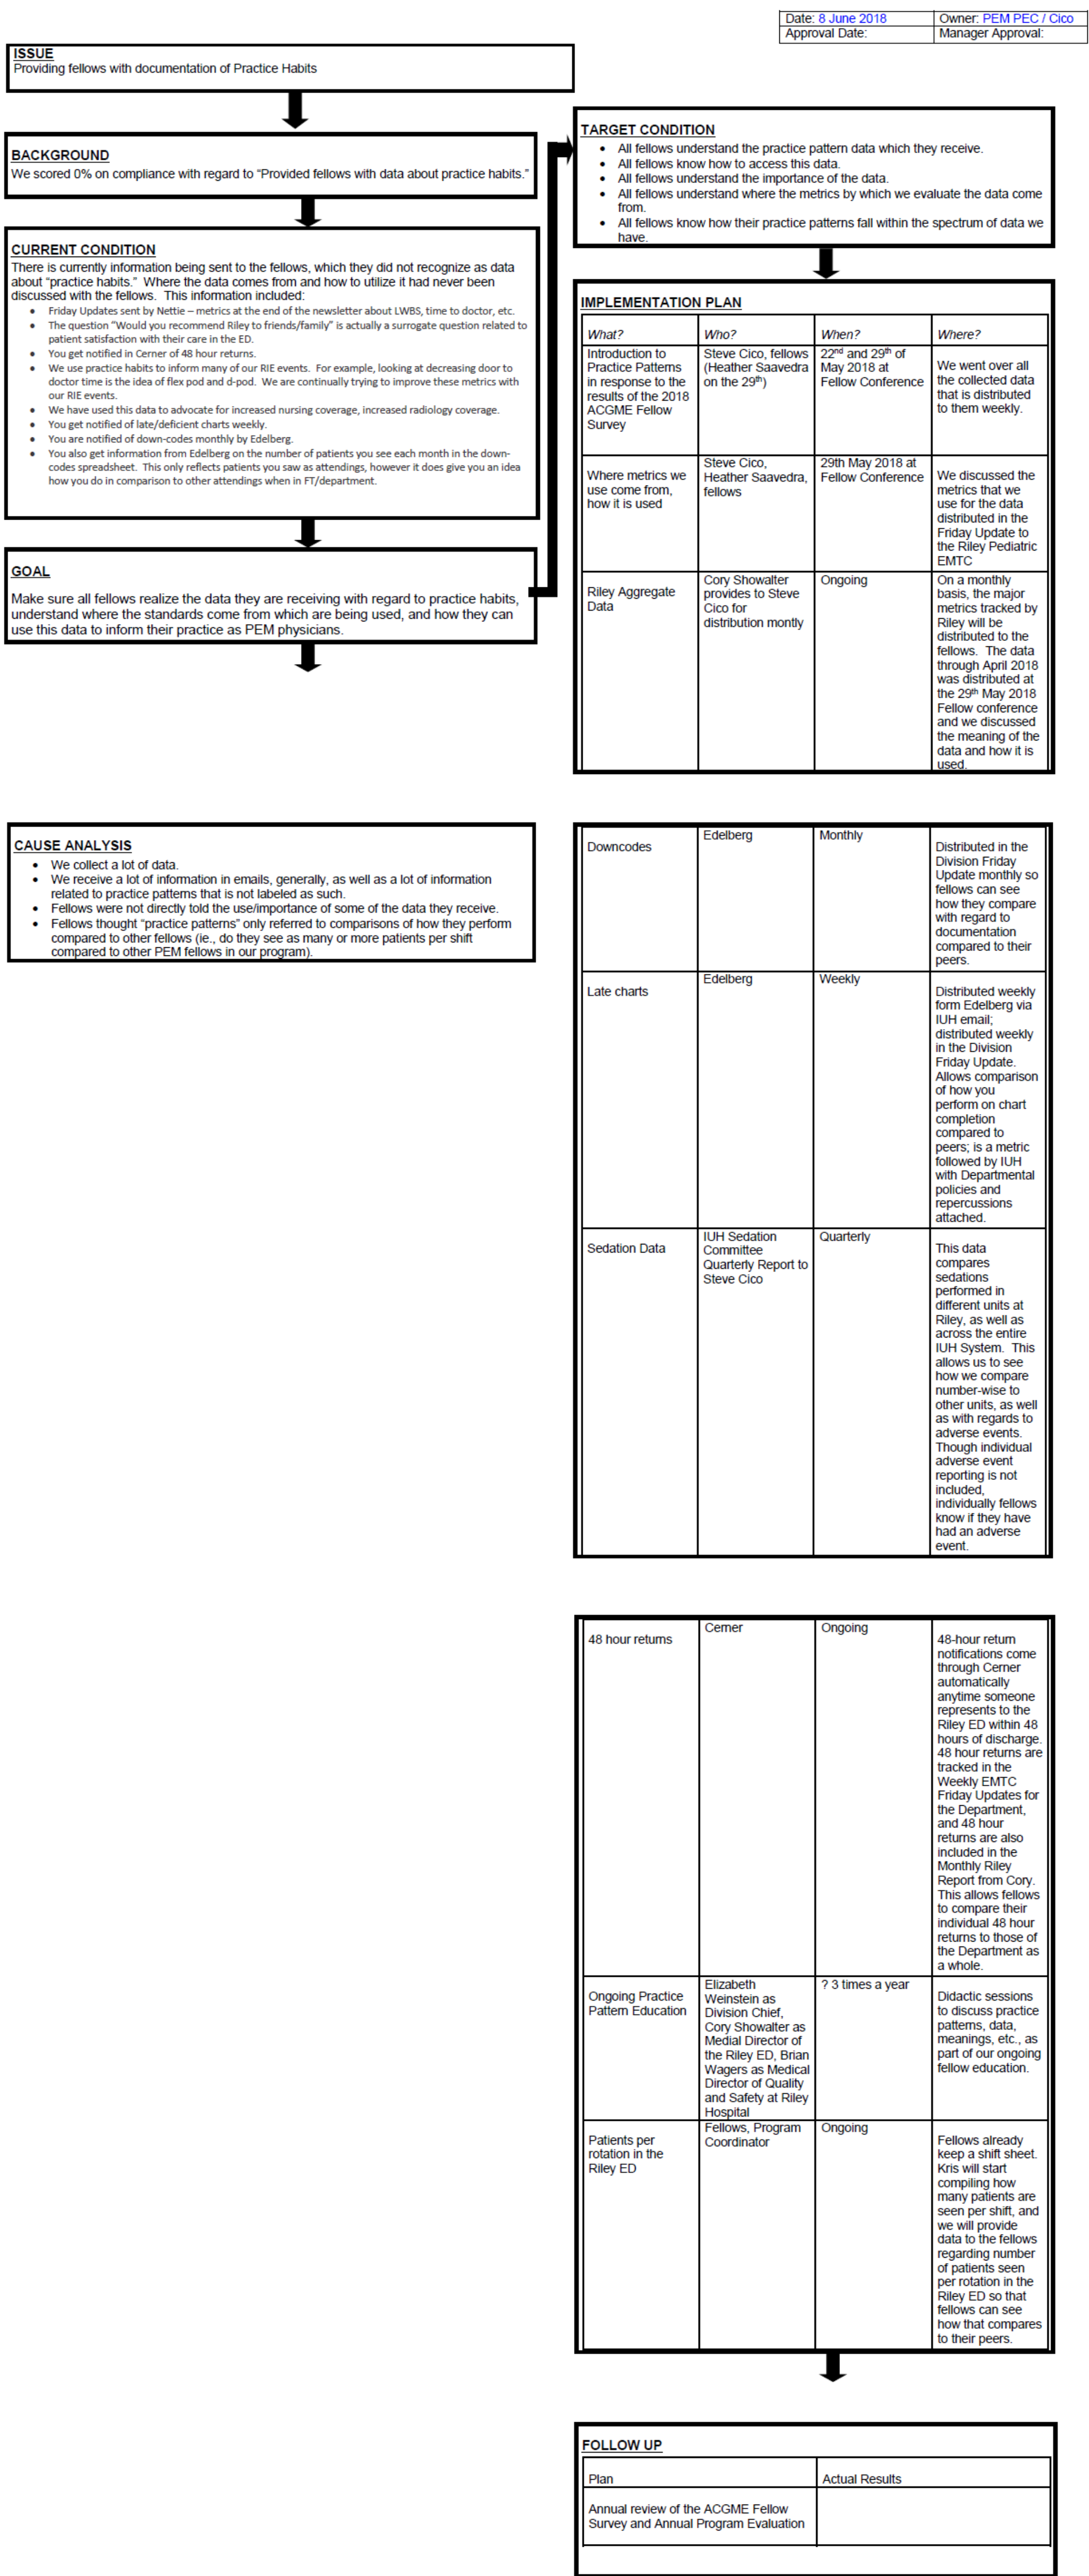 Date: 8 June 2018
Owner: PEM PEC / Cico
Approval Date:
Manager Approval:
ISSUE
Providing fellows with documentation of Practice Habits
BACKGROUND
We scored 0% on compliance with regard to “Provided fellows with data about practice habits.”
CURRENT CONDITION
There is currently information being sent to the fellows, which they did not recognize as data
about “practice habits.” Where the data comes from and how to utilize it had never been
discussed with the fellows. This information included:
• Friday Updates sent by Nettie – metrics at the end of the newsletter about LWBS, time to doctor, etc.
• The question “Would you recommend Riley to friends/family” is actually a surrogate question related to
patient satisfaction with their care in the ED.
• You get notified in Cerner of 48 hour returns.
• We use practice habits to inform many of our RIE events. For example, looking at decreasing door to
doctor time is the idea of flex pod and d-pod. We are continually trying to improve these metrics with
our RIE events.
• We have used this data to advocate for increased nursing coverage, increased radiology coverage.
• You get notified of late/deficient charts weekly.
• You are notified of down-codes monthly by Edelberg.
• You also get information from Edelberg on the number of patients you see each month in the down-
codes spreadsheet. This only reflects patients you saw as attendings, however it does give you an idea
how you do in comparison to other attendings when in FT/department.
GOAL
Make sure all fellows realize the data they are receiving with regard to practice habits,
understand where the standards come from which are being used, and how they can
use this data to inform their practice as PEM physicians.
CAUSE ANALYSIS
• We collect a lot of data.
• We receive a lot of information in emails, generally, as well as a lot of information
related to practice patterns that is not labeled as such.
• Fellows were not directly told the use/importance of some of the data they receive.
• Fellows thought “practice patterns” only referred to comparisons of how they perform
compared to other fellows (ie., do they see as many or more patients per shift
compared to other PEM fellows in our program).
TARGET CONDITION
• All fellows understand the practice pattern data which they receive.
• All fellows know how to access this data.
• All fellows understand the importance of the data.
• All fellows understand where the metrics by which we evaluate the data come
from.
• All fellows know how their practice patterns fall within the spectrum of data we
have.
IMPLEMENTATION PLAN
What?
Who?
When?
Where?
Introduction to
Practice Patterns
in response to the
results of the 2018
ACGME Fellow
Survey
Steve Cico, fellows
(Heather Saavedra
on the 29th)
22nd and 29th of
May 2018 at
Fellow Conference
We went over all
the collected data
that is distributed
to them weekly.
Where metrics we
use come from,
how it is used
Steve Cico,
Heather Saavedra,
fellows
29th May 2018 at
Fellow Conference
We discussed the
metrics that we
use for the data
distributed in the
Friday Update to
the Riley Pediatric
EMTC
Riley Aggregate
Data
Cory Showalter
provides to Steve
Cico for
distribution montly
Ongoing
On a monthly
basis, the major
metrics tracked by
Riley will be
distributed to the
fellows. The data
through April 2018
was distributed at
the 29th May 2018
Fellow conference
and we discussed
the meaning of the
data and how it is
used.
Downcodes
Edelberg
Monthly
Distributed in the
Division Friday
Update monthly so
fellows can see
how they compare
with regard to
documentation
compared to their
peers.
Late charts
Edelberg
Weekly
Distributed weekly
form Edelberg via
IUH email;
distributed weekly
in the Division
Friday Update.
Allows comparison
of how you
perform on chart
completion
compared to
peers; is a metric
followed by IUH
with Departmental
policies and
repercussions
attached.
Sedation Data
IUH Sedation
Committee
Quarterly Report to
Steve Cico
Quarterly
This data
compares
sedations
performed in
different units at
Riley, as well as
across the entire
IUH System. This
allows us to see
how we compare
number-wise to
other units, as well
as with regards to
adverse events.
Though individual
adverse event
reporting is not
included,
individually fellows
know if they have
had an adverse
event.
48 hour returns
Cerner
Ongoing
48-hour return
notifications come
through Cerner
automatically
anytime someone
represents to the
Riley ED within 48
hours of discharge.
48 hour returns are
tracked in the
Weekly EMTC
Friday Updates for
the Department,
and 48 hour
returns are also
included in the
Monthly Riley
Report from Cory.
This allows fellows
to compare their
individual 48 hour
returns to those of
the Department as
a whole.
Ongoing Practice
Pattern Education
Elizabeth
Weinstein as
Division Chief,
Cory Showalter as
Medial Director of
the Riley ED, Brian
Wagers as Medical
Director of Quality
and Safety at Riley
Hospital
? 3 times a year
Didactic sessions
to discuss practice
patterns, data,
meanings, etc., as
part of our ongoing
fellow education.
Patients per
rotation in the
Riley ED
Fellows, Program
Coordinator
Ongoing
Fellows already
keep a shift sheet.
Kris will start
compiling how
many patients are
seen per shift, and
we will provide
data to the fellows
regarding number
of patients seen
per rotation in the
Riley ED so that
fellows can see
how that compares
to their peers.
FOLLOW UP
Plan
Actual Results
Annual review of the ACGME Fellow
Survey and Annual Program Evaluation